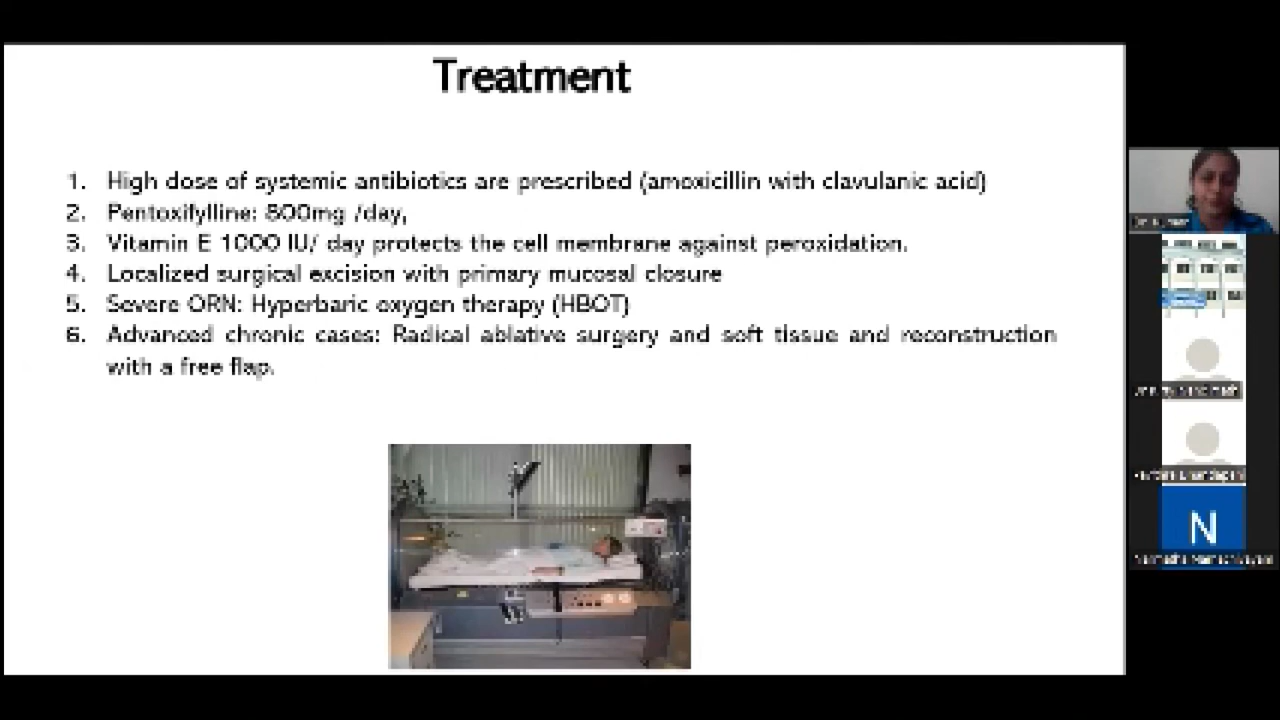 Treatment
1. High dose of systemic antibiotics are prescribed (amoxicillin with clavulanic acid)
2. Pentoxifylline: 800mg /day,
3. Vitamin E 1000 IU/ day protects the cell membrane against peroxidation.
4. Localized surgical excision with primary mucosal closure
5. Severe ORN: Hyperbaric oxygen therapy (HBOT)
6. Advanced chronic cases: Radical ablative surgery and soft tissue and reconstruction
with a free flap.
N